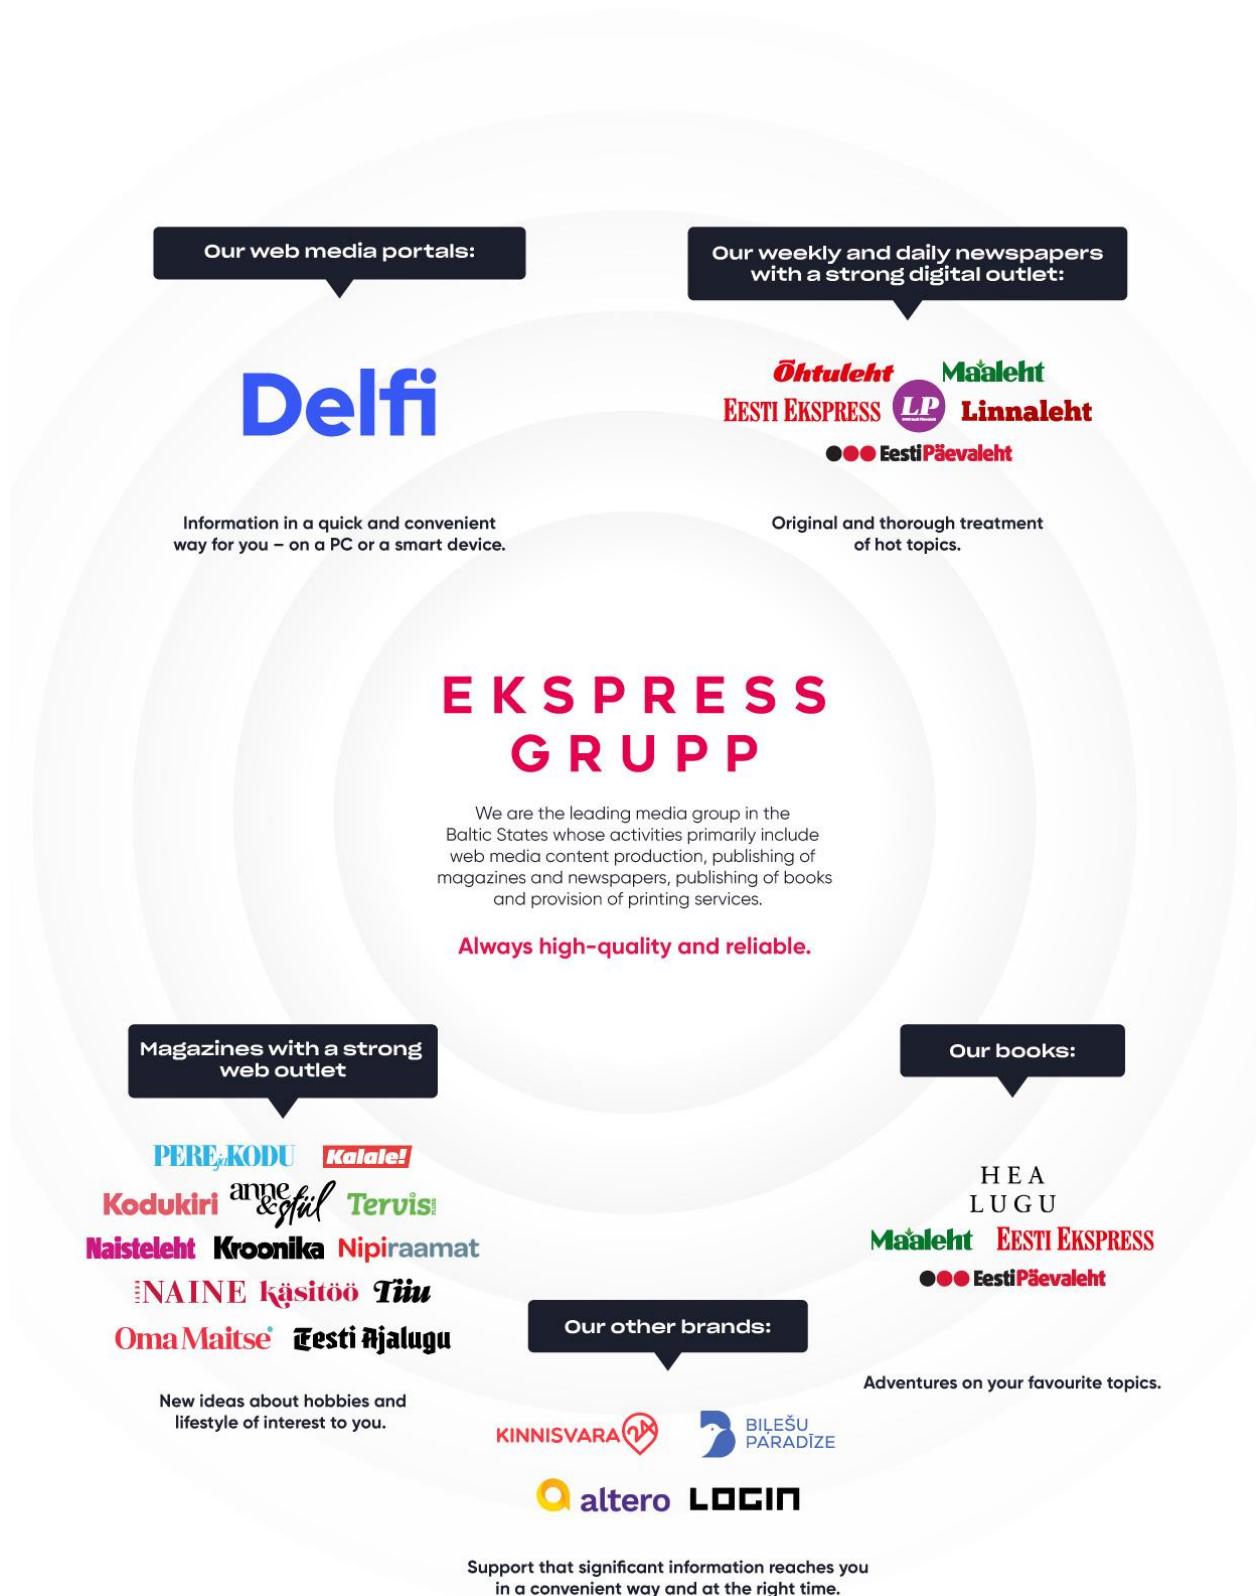 Our web media portals:
Delfi
Information in a quick and convenient
way for you – on a PC or a smart device.
Our weekly and daily newspapers
with a strong digital outlet:
Õhtuleht Maaleht
EESTI EKSPRESS LP Linnaleht
EestiPäevaleht
Original and thorough treatment
of hot topics.
EKSPRESS
GRUPP
We are the leading media group in the
Baltic States whose activities primarily include
web media content production, publishing of
magazines and newspapers, publishing of books
and provision of printing services.
Always high-quality and reliable.
Magazines with a strong
web outlet
PERE ja KODU Kalale!
Kodukiri anne & stiil Tervis
Naisteleht Kroonika Nipiraamat
NAINE käsitöö Tiiu
Oma Maitse Eesti Ajalugu
New ideas about hobbies and
lifestyle of interest to you.
Our books:
HEA
LUGU
Maaleht EESTI EKSPRESS
EestiPäevaleht
Adventures on your favourite topics.
Our other brands:
KINNISVARA 24 BIĻEŠU
PARADĪZE
altero LOGIN
Support that significant information reaches you
in a convenient way and at the right time.